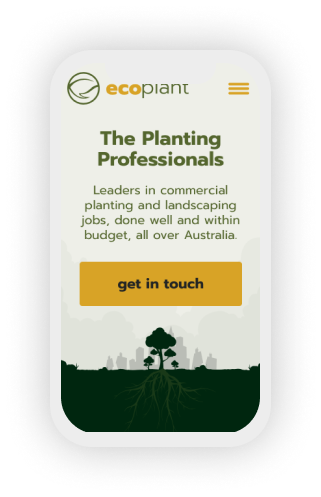 ecoplant
The Planting
Professionals
Leaders in commercial
planting and landscaping
jobs, done well and within
budget, all over Australia.
get in touch